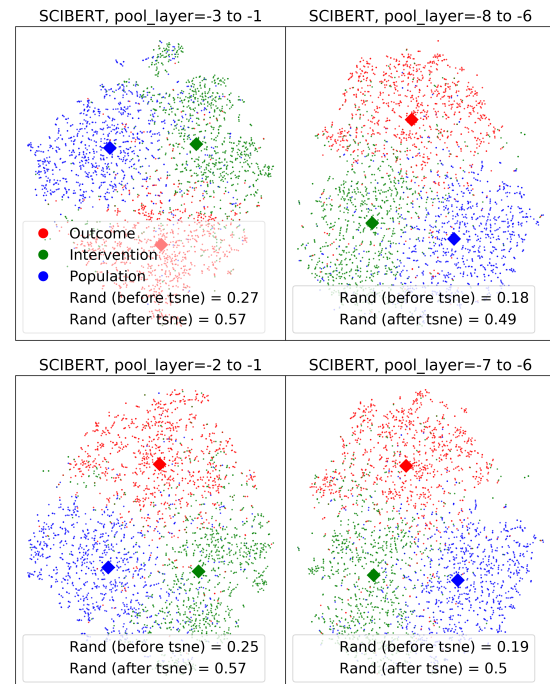 SCIBERT, pool_layer=-3 to -1
Outcome
Intervention
Population
Rand (before tsne) = 0.27
Rand (after tsne) = 0.57
SCIBERT, pool_layer=-8 to -6
Rand (before tsne) = 0.18
Rand (after tsne) = 0.49
SCIBERT, pool_layer=-2 to -1
Rand (before tsne) = 0.25
Rand (after tsne) = 0.57
SCIBERT, pool_layer=-7 to -6
Rand (before tsne) = 0.19
Rand (after tsne) = 0.5